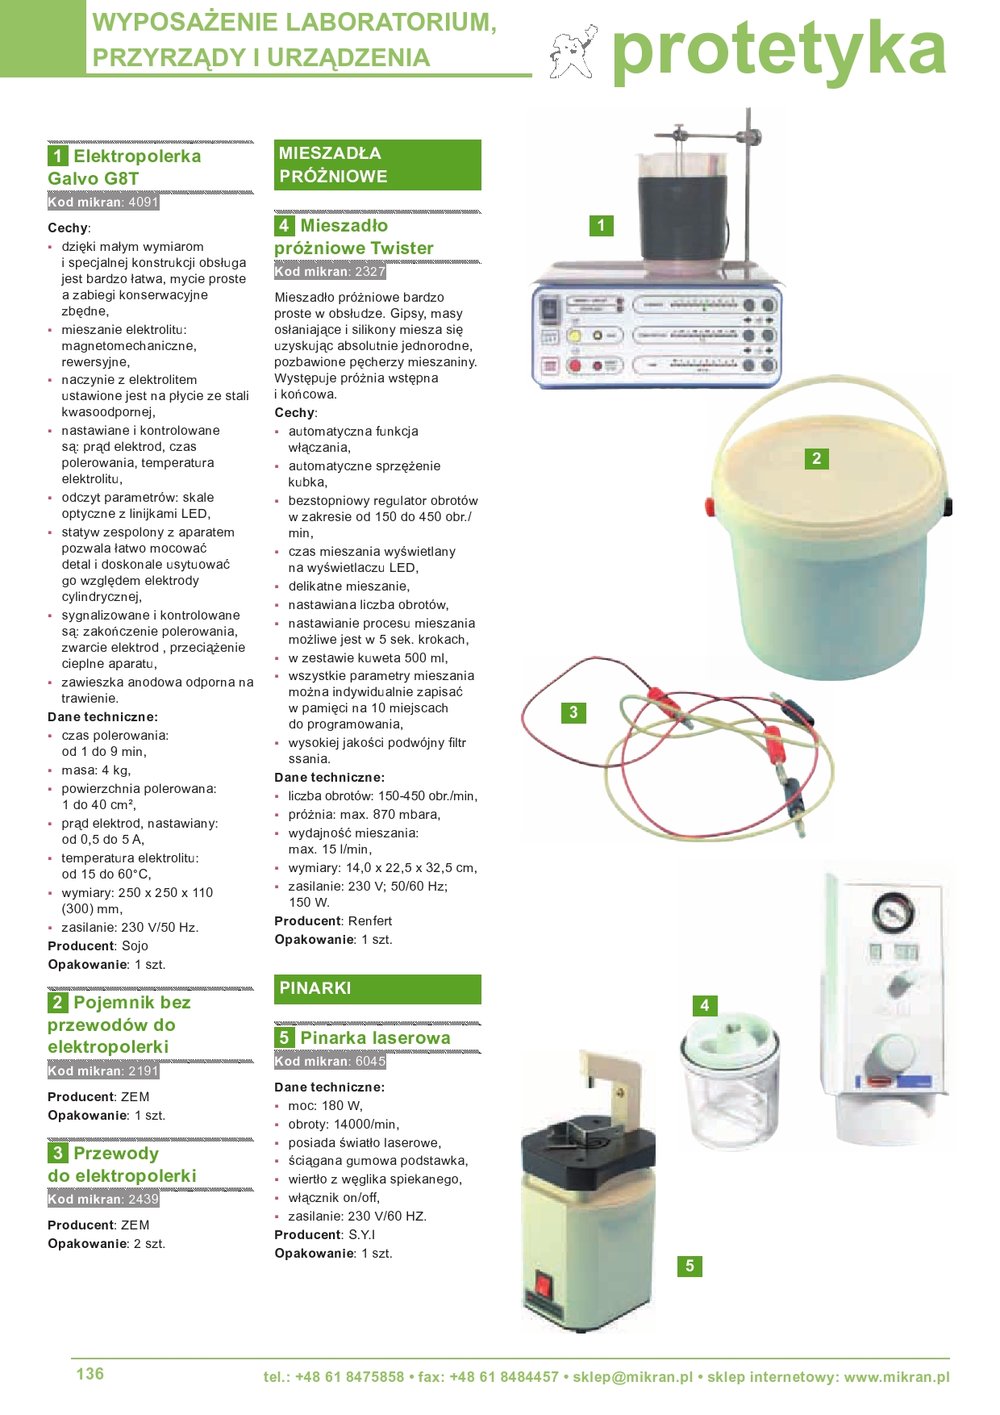 WYPOSAŻENIE LABORATORIUM,
PRZYRZĄDY I URZĄDZENIA
protetyka
1 Elektropolerka
Galvo G8T
Kod mikran: 4091
Cechy:
▪ dzięki małym wymiarom
i specjalnej konstrukcji obsługa
jest bardzo łatwa, mycie proste
a zabiegi konserwacyjne
zbędne,
▪ mieszanie elektrolitu:
magnetomechaniczne,
rewersyjne,
▪ naczynie z elektrolitem
ustawione jest na płycie ze stali
kwasoodpornej,
▪ nastawiane i kontrolowane
są: prąd elektrod, czas
polerowania, temperatura
elektrolitu,
▪ odczyt parametrów: skale
optyczne z linijkami LED,
▪ statyw zespolony z aparatem
pozwala łatwo mocować
detal i doskonale usytuować
go względem elektrody
cylindrycznej,
▪ sygnalizowane i kontrolowane
są: zakończenie polerowania,
zwarcie elektrod , przeciążenie
cieplne aparatu,
▪ zawieszka anodowa odporna na
trawienie.
Dane techniczne:
▪ czas polerowania:
od 1 do 9 min,
▪ masa: 4 kg,
▪ powierzchnia polerowana:
1 do 40 cm²,
▪ prąd elektrod, nastawiany:
od 0,5 do 5 A,
▪ temperatura elektrolitu:
od 15 do 60°C,
▪ wymiary: 250 x 250 x 110
(300) mm,
▪ zasilanie: 230 V/50 Hz.
Producent: Sojo
Opakowanie: 1 szt.
2 Pojemnik bez
przewodów do
elektropolerki
Kod mikran: 2191
Producent: ZEM
Opakowanie: 1 szt.
3 Przewody
do elektropolerki
Kod mikran: 2439
Producent: ZEM
Opakowanie: 2 szt.
MIESZADŁA
PRÓŻNIOWE
4 Mieszadło
próżniowe Twister
Kod mikran: 2327
Mieszadło próżniowe bardzo
proste w obsłudze. Gipsy, masy
osłaniające i silikony miesza się
uzyskując absolutnie jednorodne,
pozbawione pęcherzy mieszaniny.
Występuje próżnia wstępna
i końcowa.
Cechy:
▪ automatyczna funkcja
włączania,
▪ automatyczne sprzężenie
kubka,
▪ bezstopniowy regulator obrotów
w zakresie od 150 do 450 obr./
min,
▪ czas mieszania wyświetlany
na wyświetlaczu LED,
▪ delikatne mieszanie,
▪ nastawiana liczba obrotów,
▪ nastawianie procesu mieszania
możliwe jest w 5 sek. krokach,
▪ w zestawie kuweta 500 ml,
▪ wszystkie parametry mieszania
można indywidualnie zapisać
w pamięci na 10 miejscach
do programowania,
▪ wysokiej jakości podwójny filtr
ssania.
Dane techniczne:
▪ liczba obrotów: 150-450 obr./min,
▪ próżnia: max. 870 mbara,
▪ wydajność mieszania:
max. 15 l/min,
▪ wymiary: 14,0 x 22,5 x 32,5 cm,
▪ zasilanie: 230 V; 50/60 Hz;
150 W.
Producent: Renfert
Opakowanie: 1 szt.
PINARKI
5 Pinarka laserowa
Kod mikran: 6045
Dane techniczne:
▪ moc: 180 W,
▪ obroty: 14000/min,
▪ posiada światło laserowe,
▪ ściągana gumowa podstawka,
▪ wiertło z węglika spiekanego,
▪ włącznik on/off,
▪ zasilanie: 230 V/60 HZ.
Producent: S.Y.I
Opakowanie: 1 szt.
1
2
3
4
5
136
tel.: +48 61 8475858 • fax: +48 61 8484457 • sklep@mikran.pl • sklep internetowy: www.mikran.pl